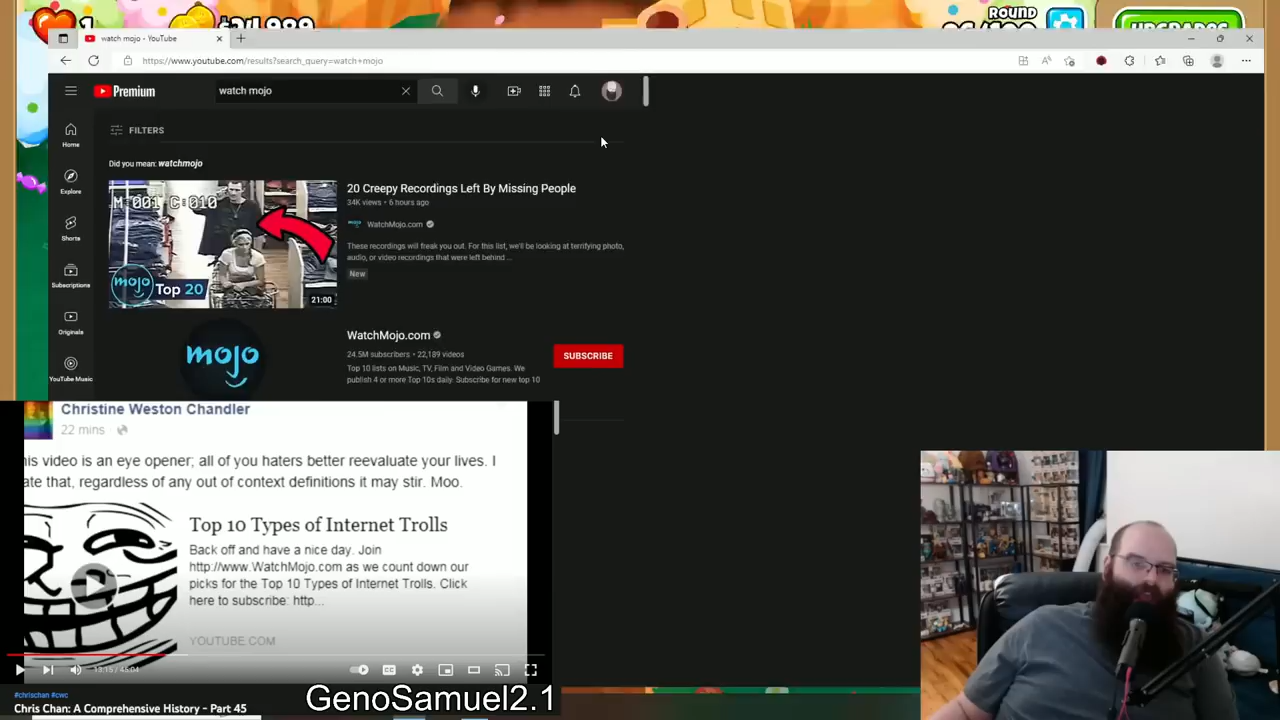 ROUND
watch mojo - YouTube
https://www.youtube.com/results?search_query=watch+mojo
Premium
watch mojo
Home
Explore
Shorts
Subscriptions
Originals
YouTube Music
FILTERS
Did you mean: watchmojo
M:001 C:010
mojo
Top 20
21:00
20 Creepy Recordings Left By Missing People
34K views • 6 hours ago
WatchMojo.com
These recordings will freak you out. For this list, we'll be looking at terrifying photo,
audio, or video recordings that were left behind ...
New
mojo
WatchMojo.com
24.5M subscribers • 22,189 videos
Top 10 lists on Music, TV, Film and Video Games. We
publish 4 or more Top 10s daily. Subscribe for new top 10
SUBSCRIBE
Christine Weston Chandler
22 mins
his video is an eye opener; all of you haters better reevaluate your lives. I
ate that, regardless of any out of context definitions it may stir. Moo.
Top 10 Types of Internet Trolls
Back off and have a nice day. Join
http://www.WatchMojo.com as we count down our
picks for the Top 10 Types of Internet Trolls. Click
here to subscribe: http...
YOUTUBE.COM
#chrischan #cwc
Chris Chan: A Comprehensive History - Part 45
GenoSamuel2.1